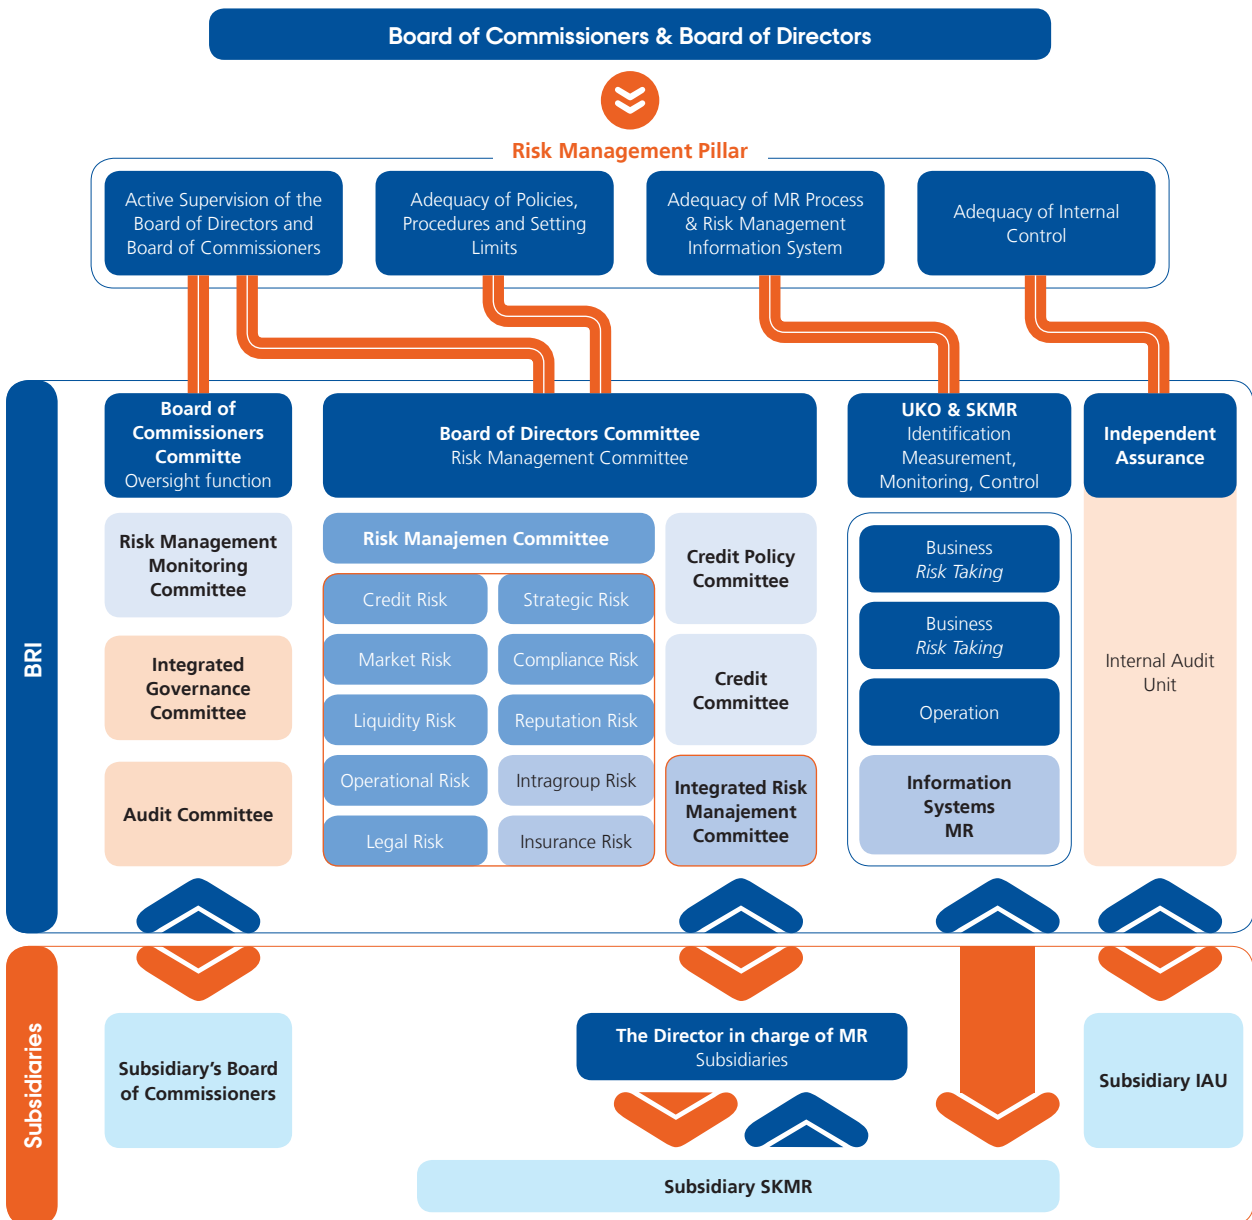 Board of Commissioners & Board of Directors
Risk Management Pillar
Active Supervision of the
Board of Directors and
Board of Commissioners
Adequacy of Policies,
Procedures and Setting
Limits
Adequacy of MR Process
& Risk Management
Information System
Adequacy of Internal
Control
BRI
Board of
Commissioners
Committe
Oversight function
Risk Management
Monitoring
Committee
Integrated
Governance
Committee
Audit Committee
Board of Directors Committee
Risk Management Committee
Risk Manajemen Committee
Credit Risk
Strategic Risk
Market Risk
Compliance Risk
Liquidity Risk
Reputation Risk
Operational Risk
Intragroup Risk
Legal Risk
Insurance Risk
Credit Policy
Committee
Credit
Committee
Integrated Risk
Manajement
Committee
UKO & SKMR
Identification
Measurement,
Monitoring, Control
Business
Risk Taking
Business
Risk Taking
Operation
Information
Systems
MR
Independent
Assurance
Internal Audit
Unit
Subsidiaries
Subsidiary's Board
of Commissioners
The Director in charge of MR
Subsidiaries
Subsidiary IAU
Subsidiary SKMR